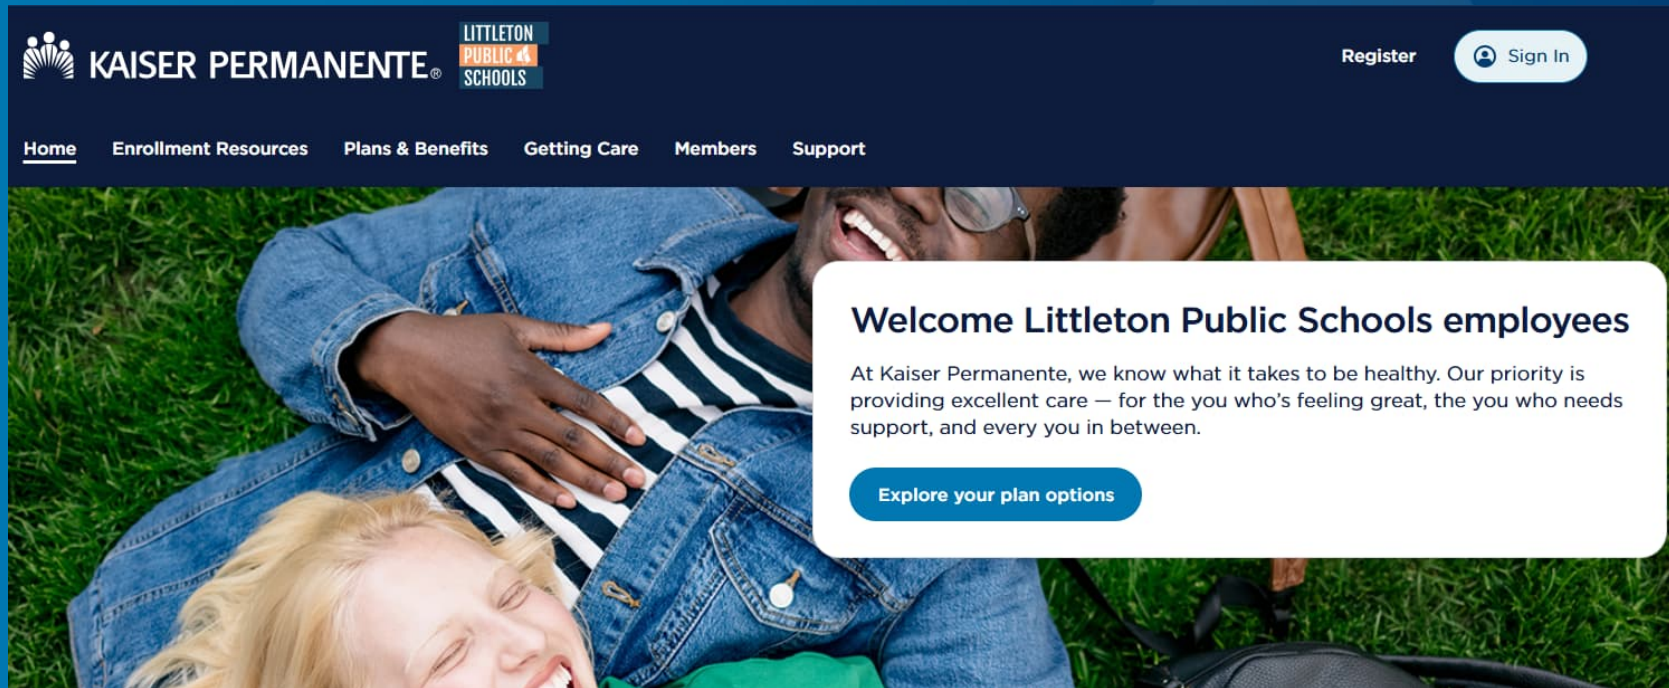 KAISER PERMANENTE®
LITTLETON
PUBLIC
SCHOOLS
Register
Sign In
Home Enrollment Resources Plans & Benefits Getting Care Members Support
Welcome Littleton Public Schools employees
At Kaiser Permanente, we know what it takes to be healthy. Our priority is
providing excellent care — for the you who’s feeling great, the you who needs
support, and every you in between.
Explore your plan options